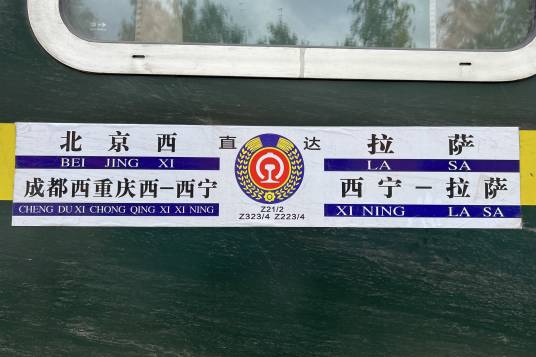 北京西 直达 拉萨
BEI JING XI LA SA
成都西重庆西—西宁 西宁—拉萨
CHENG DU XI CHONG QING XI XI NING XI NING LA SA
Z21/2
Z323/4 Z223/4